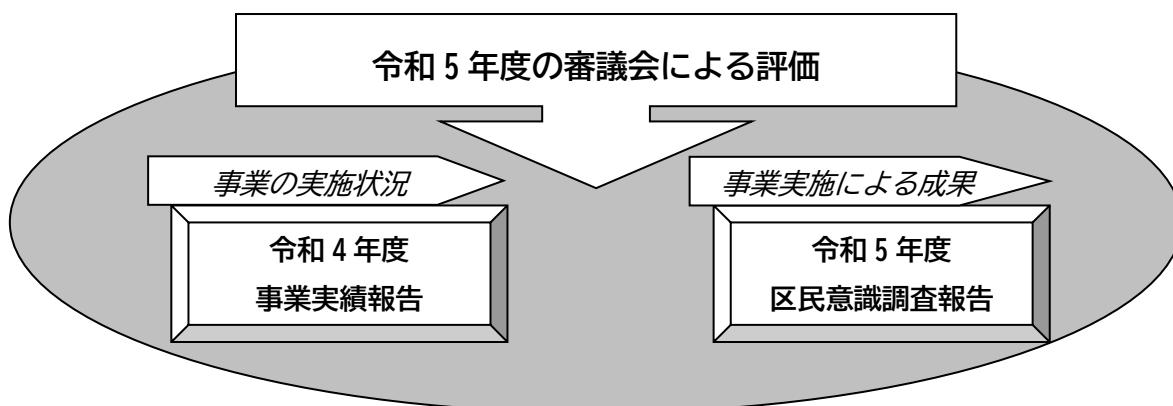 令和5年度の審議会による評価
事業の実施状況
事業実施による成果
令和4年度
事業実績報告
令和5年度
区民意識調査報告